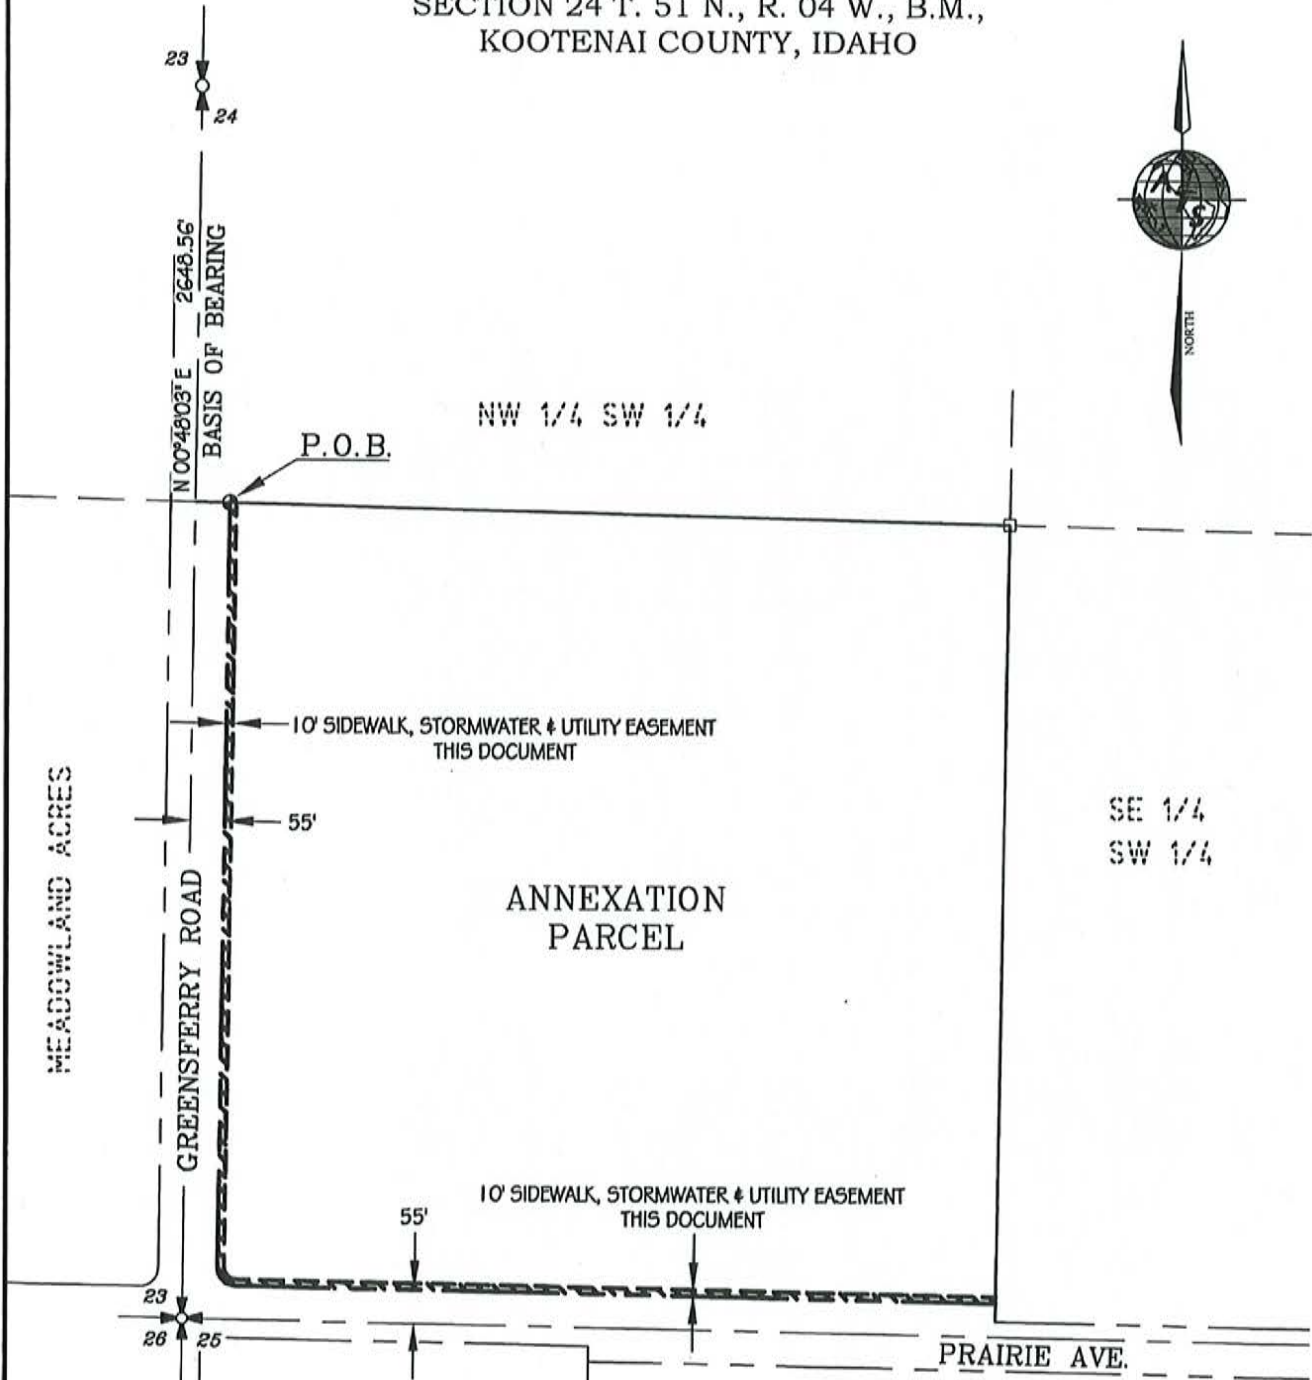 SECTION 24 T. 51 N., R. 04 W., B.M.,
KOOTENAI COUNTY, IDAHO
23
24
N 00°48'03" E 2648.56'
BASIS OF BEARING
NORTH
NW 1/4 SW 1/4
P.O.B.
10' SIDEWALK, STORMWATER & UTILITY EASEMENT
THIS DOCUMENT
55'
MEADOWLAND ACRES
GREENSFERRY ROAD
SE 1/4
SW 1/4
ANNEXATION
PARCEL
10' SIDEWALK, STORMWATER & UTILITY EASEMENT
THIS DOCUMENT
55'
23
26 25
PRAIRIE AVE.